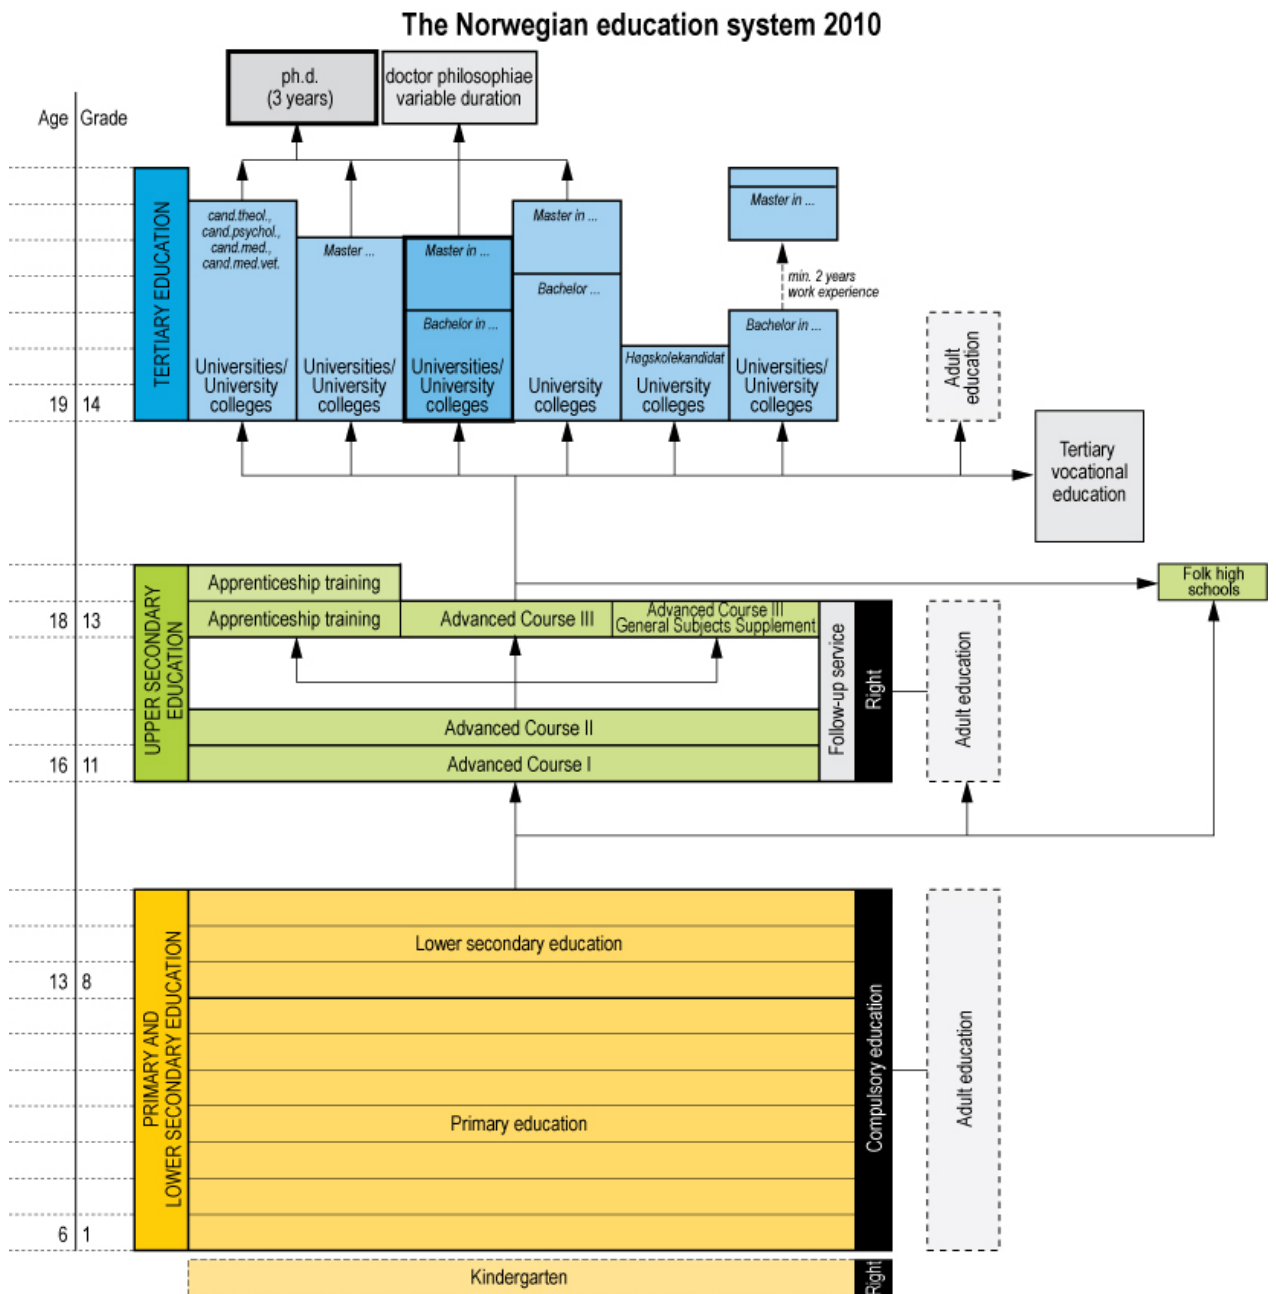 The Norwegian education system 2010
ph.d.
(3 years)
doctor philosophiae
variable duration
Age
Grade
TERTIARY EDUCATION
cand.theol.,
cand.psychol.,
cand.med.,
cand.med.vet.
Universities/
University
colleges
Master ...
Universities/
University
colleges
Master in ...
Bachelor in ...
Universities/
University
colleges
Master in ...
Bachelor ...
University
colleges
Høgskolekandidat
University
colleges
Master in ...
min. 2 years
work experience
Bachelor in ...
Universities/
University
colleges
Adult
education
19
14
Tertiary
vocational
education
UPPER SECONDARY
EDUCATION
Apprenticeship training
Folk high
schools
18
13
Apprenticeship training
Advanced Course III
Advanced Course III
General Subjects Supplement
Follow-up service
Right
Adult education
Advanced Course II
16
11
Advanced Course I
PRIMARY AND
LOWER SECONDARY EDUCATION
Lower secondary education
13
8
Compulsory education
Adult education
Primary education
6
1
Kindergarten
Right